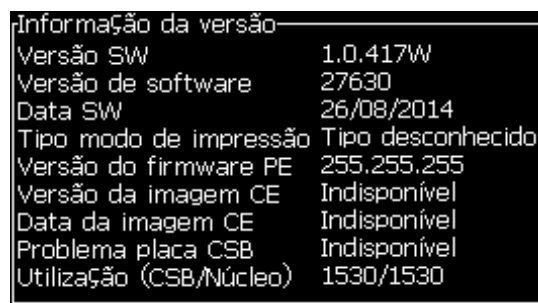 Informação da versão
Versão SW 1.0.417W
Versão de software 27630
Data SW 26/08/2014
Tipo modo de impressão Tipo desconhecido
Versão do firmware PE 255.255.255
Versão da imagem CE Indisponível
Data da imagem CE Indisponível
Problema placa CSB Indisponível
Utilização (CSB/Núcleo) 1530/1530